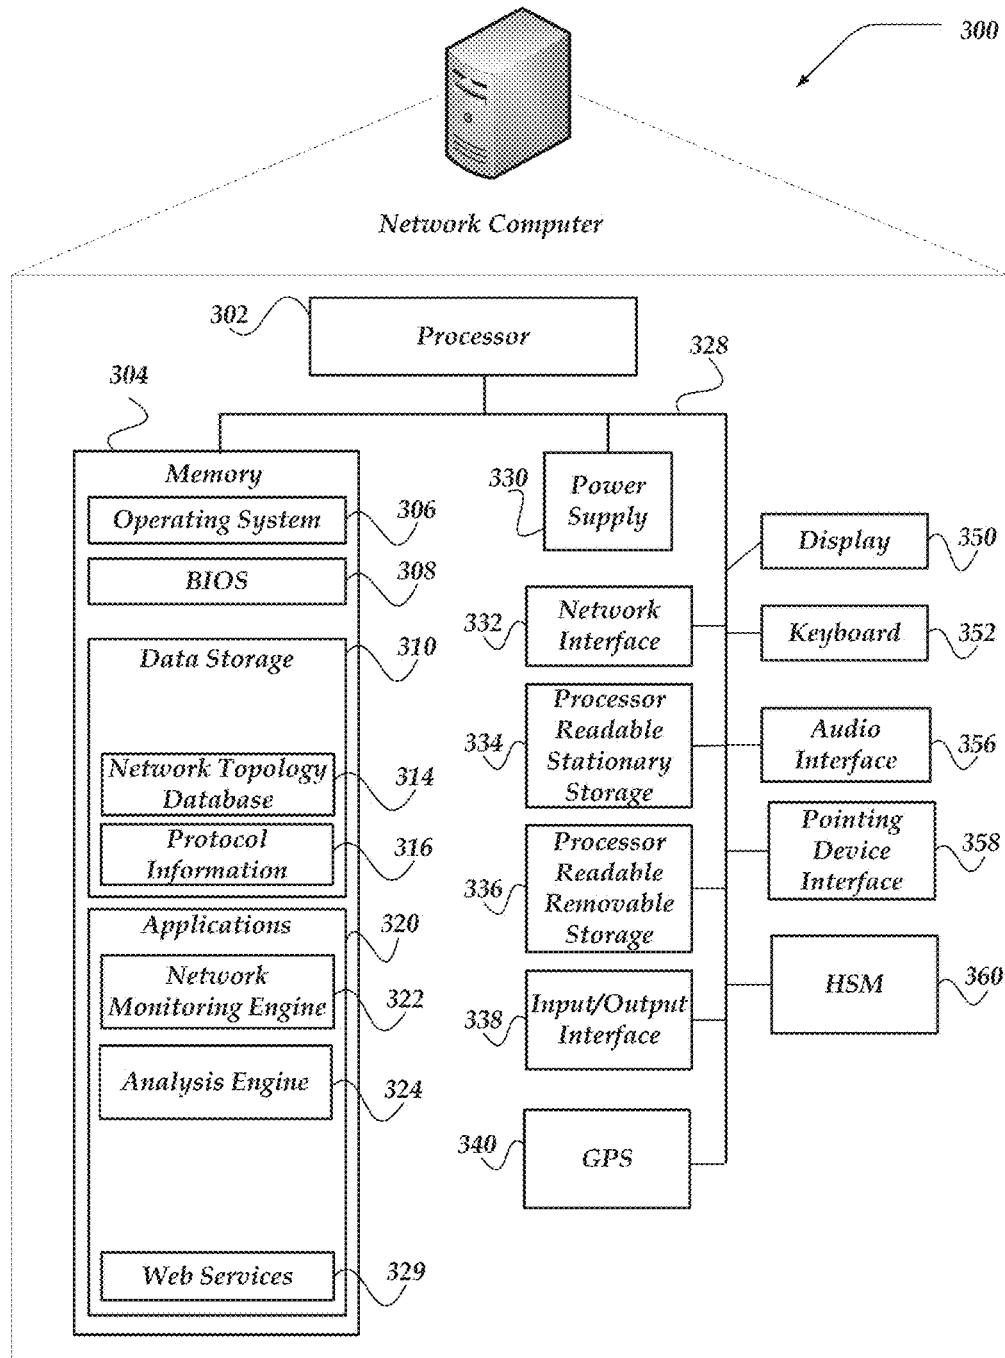 300
Network Computer
302
Processor
328
304
Memory
Operating System
306
BIOS
308
Data Storage
310
Network Topology
Database
314
Protocol
Information
316
Applications
320
Network
Monitoring Engine
322
Analysis Engine
324
Web Services
329
330
Power
Supply
332
Network
Interface
334
Processor
Readable
Stationary
Storage
336
Processor
Readable
Removable
Storage
338
Input/Output
Interface
340
GPS
Display
350
Keyboard
352
Audio
Interface
356
Pointing
Device
Interface
358
HSM
360